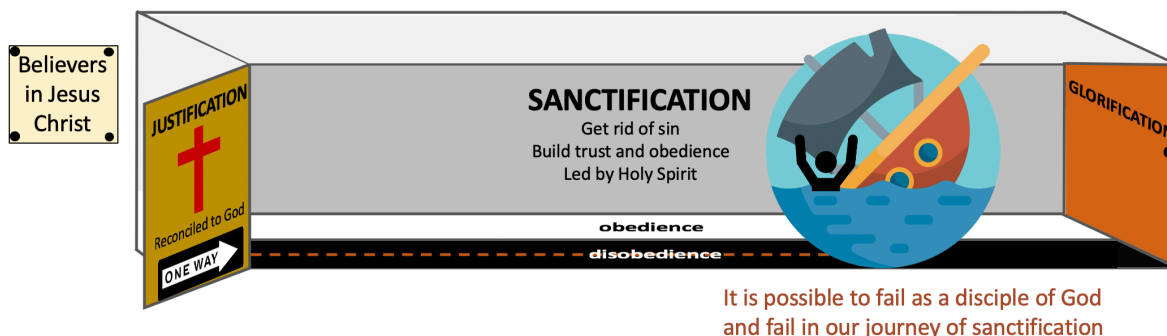 Believers
in Jesus
Christ
JUSTIFICATION
Reconciled to God
ONE WAY
SANCTIFICATION
Get rid of sin
Build trust and obedience
Led by Holy Spirit
obedience
disobedience
GLORIFICATION
It is possible to fail as a disciple of God
and fail in our journey of sanctification